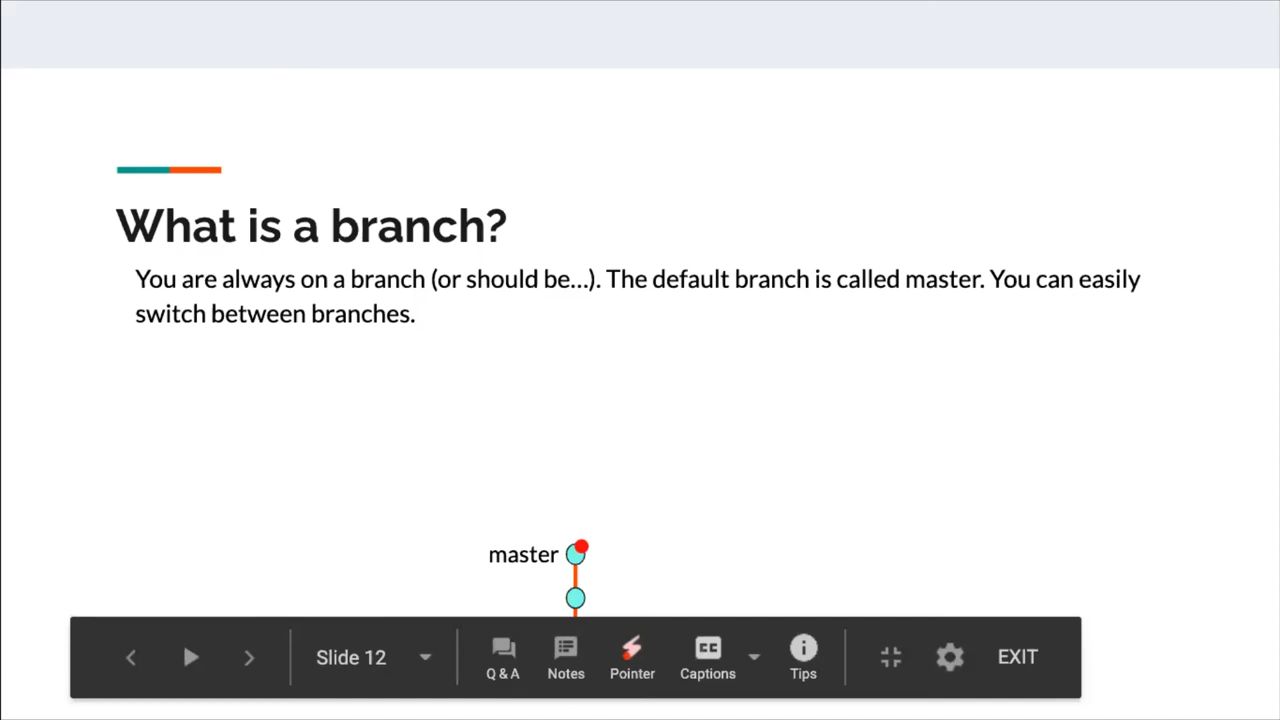 What is a branch?
You are always on a branch (or should be...). The default branch is called master. You can easily
switch between branches.
master
Slide 12
Q & A
Notes
Pointer
CC
Captions
Tips
EXIT